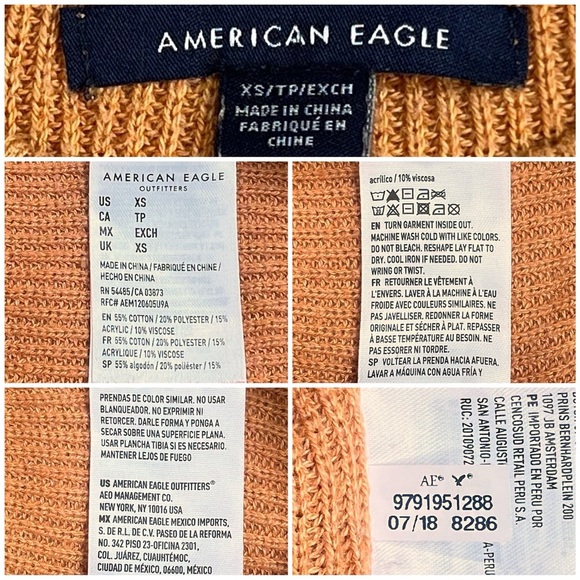 AMERICAN EAGLE
XS/TP/EXCH
MADE IN CHINA
FABRIQUÉ EN
CHINE
AMERICAN EAGLE
OUTFITTERS
US XS
CA TP
MX EXCH
UK XS
MADE IN CHINA / FABRIQUÉ EN CHINE /
HECHO EN CHINA
RN 54485/CA 03873
RFC# AEM120605U9A
EN 55% COTTON / 20% POLYESTER / 15%
ACRYLIC / 10% VISCOSE
FR 55% COTON / 20% POLYESTER / 15%
ACRYLIQUE / 10% VISCOSE
SP 55% algodón / 20% poliéster / 15%
acrílico / 10% viscosa
EN TURN GARMENT INSIDE OUT.
MACHINE WASH COLD WITH LIKE COLORS.
DO NOT BLEACH. RESHAPE LAY FLAT TO
DRY. COOL IRON IF NEEDED. DO NOT
WRING OR TWIST.
FR RETOURNER LE VÊTEMENT À
L'ENVERS. LAVER À LA MACHINE À L'EAU
FROIDE AVEC COULEURS SIMILAIRES. NE
PAS JAVELLISER. REDONNER LA FORME
ORIGINALE ET SÉCHER À PLAT. REPASSER
À BASSE TEMPÉRATURE AU BESOIN. NE
PAS ESSORER NI TORDRE.
SP VOLTEAR LA PRENDA HACIA AFUERA.
LAVAR A MÁQUINA CON AGUA FRÍA Y
PRENDAS DE COLOR SIMILAR. NO USAR
BLANQUEADOR. NO EXPRIMIR NI
RETORCER. DARLE FORMA Y PONGA A
SECAR SOBRE UNA SUPERFICIE PLANA.
USAR PLANCHA TIBIA SI ES NECESARIO.
MANTENER LEJOS DE FUEGO
US AMERICAN EAGLE OUTFITTERS®
AEO MANAGEMENT CO.
NEW YORK, NY 10016 USA
MX AMERICAN EAGLE MEXICO IMPORTS,
S. DE R.L. DE C.V. PASEO DE LA REFORMA
NO. 342 PISO 23-OFICINA 2301,
COL. JUÁREZ, CUAUHTÉMOC,
CIUDAD DE MÉXICO, 06600, MÉXICO
PRINS BERNHARDPLEIN 200
1097 JB AMSTERDAM
PE IMPORTADO EN PERU POR
CENCOSUD RETAIL PERU S.A.
CALLE AUGUSTI
SAN ANTONIO-
RUC: 20109072
A-PERU
AE®
9791951288
07/18 8286